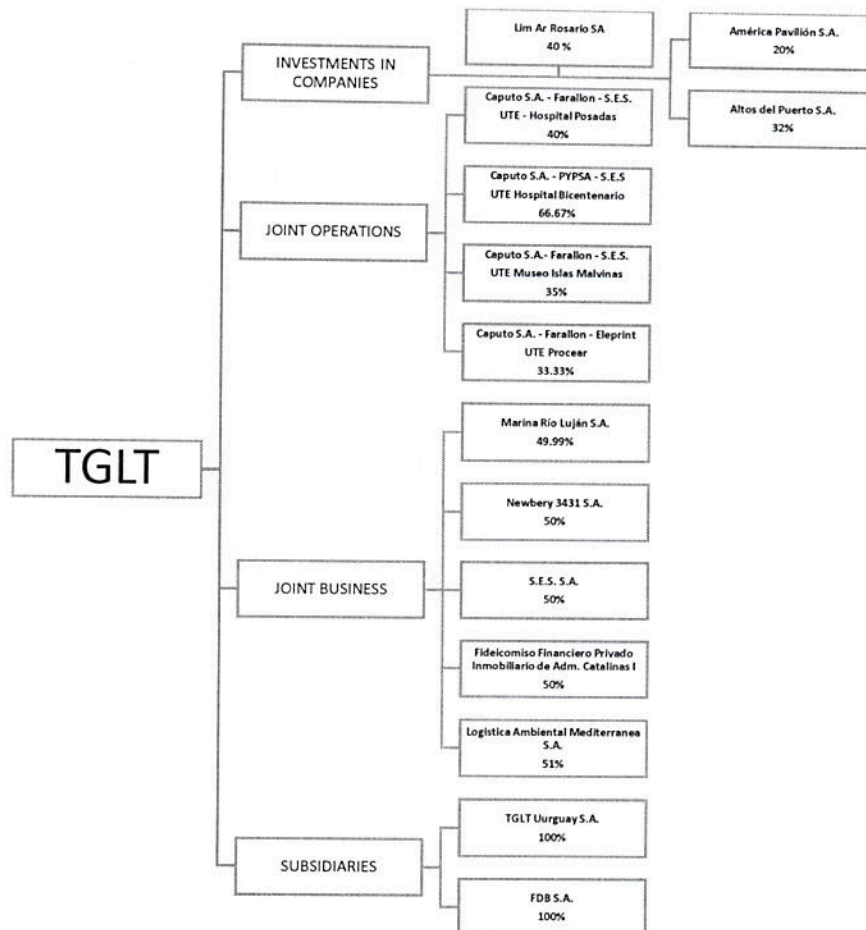 TGLT
INVESTMENTS IN
COMPANIES
Lim Ar Rosario SA
40 %
América Pavilión S.A.
20%
Altos del Puerto S.A.
32%
JOINT OPERATIONS
Caputo S.A. - Farallon - S.E.S.
UTE - Hospital Posadas
40%
Caputo S.A. - PYPSA - S.E.S
UTE Hospital Bicentenario
66.67%
Caputo S.A.- Farallon - S.E.S.
UTE Museo Islas Malvinas
35%
Caputo S.A. - Farallon - Eleprint
UTE Procear
33.33%
JOINT BUSINESS
Marina Río Luján S.A.
49.99%
Newbery 3431 S.A.
50%
S.E.S. S.A.
50%
Fideicomiso Financiero Privado
Inmobiliario de Adm. Catalinas I
50%
Logistica Ambiental Mediterranea
S.A.
51%
SUBSIDIARIES
TGLT Uurguay S.A.
100%
FDB S.A.
100%